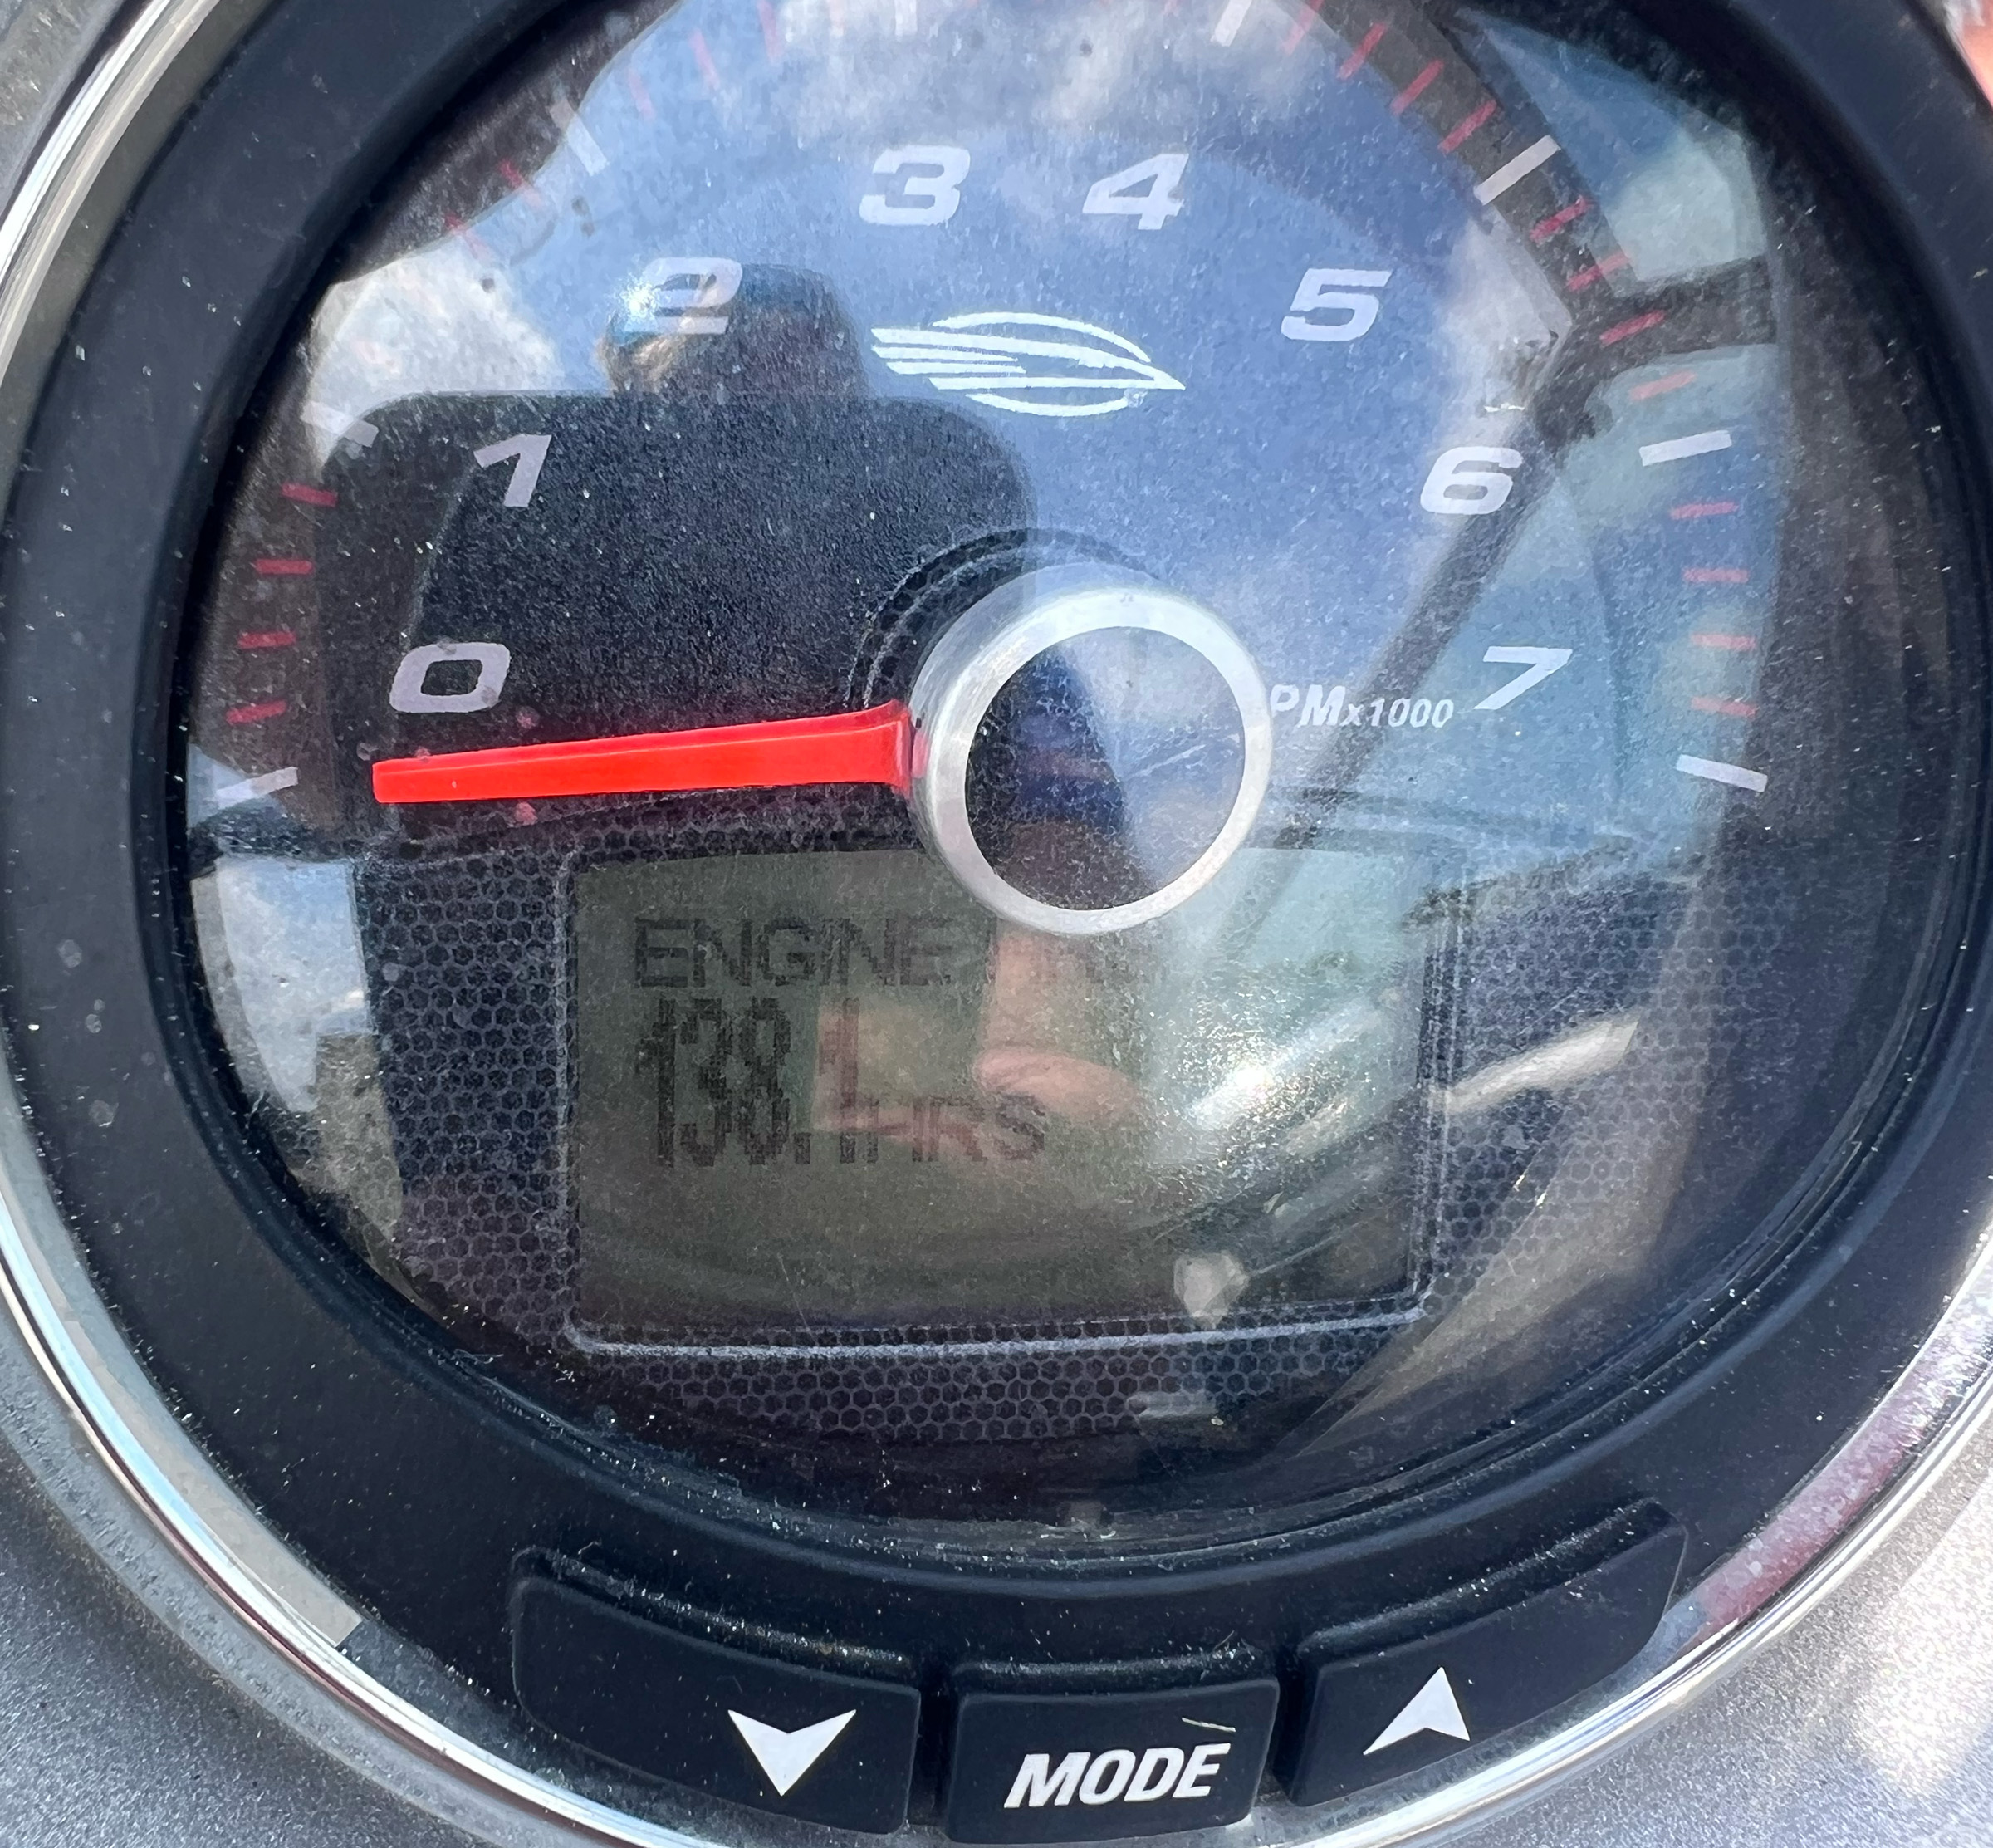 3 4
2 5
1 6
0 7
PMx1000
ENGINE
138.1 HRS
MODE